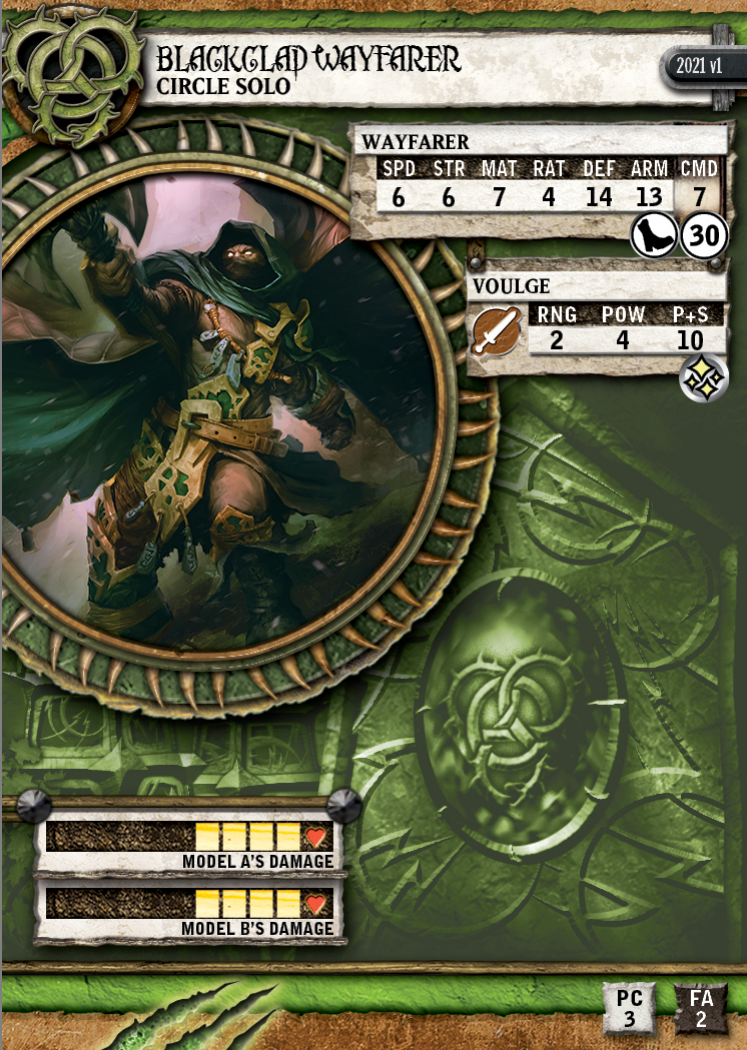 BLACKCLAD WAYFARER
CIRCLE SOLO
2021 v1
WAYFARER
SPD STR MAT RAT DEF ARM CMD
6 6 7 4 14 13 7
30
VOULGE
RNG POW P+S
2 4 10
MODEL A'S DAMAGE
MODEL B'S DAMAGE
PC FA
3 2